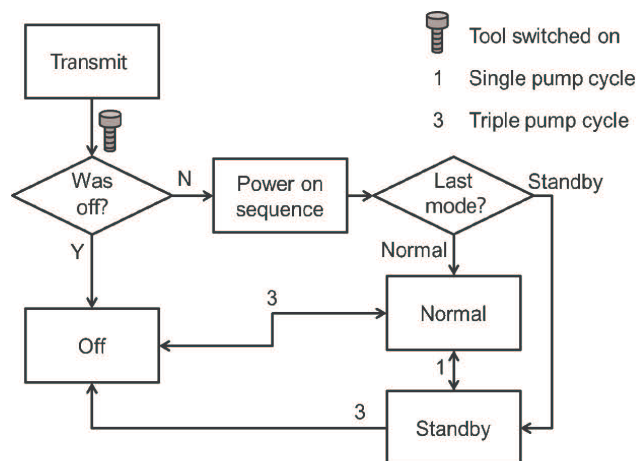 Transmit
Tool switched on
1 Single pump cycle
3 Triple pump cycle
Was
off?
N
Power on
sequence
Last
mode?
Standby
Y
Normal
3
Normal
Off
1
3
Standby